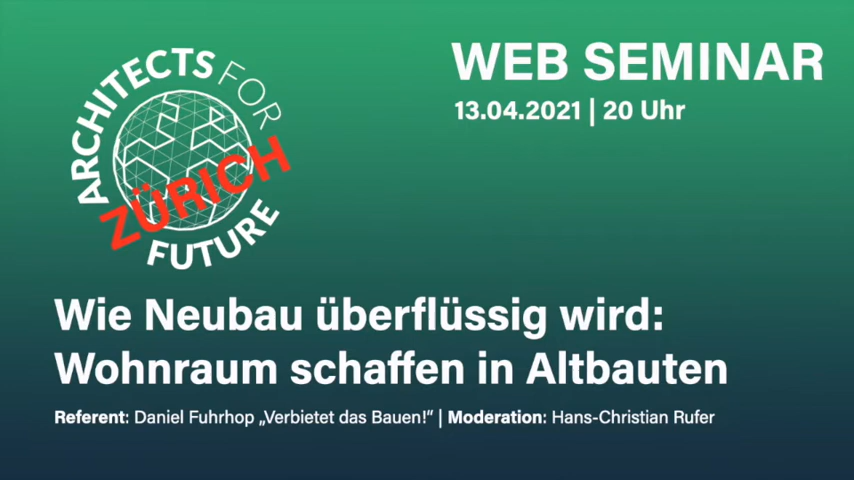 ARCHITECTS FOR
ZÜRICH
FUTURE
WEB SEMINAR
13.04.2021 | 20 Uhr
Wie Neubau überflüssig wird:
Wohnraum schaffen in Altbauten
Referent: Daniel Fuhrhop „Verbietet das Bauen!“ | Moderation: Hans-Christian Rufer